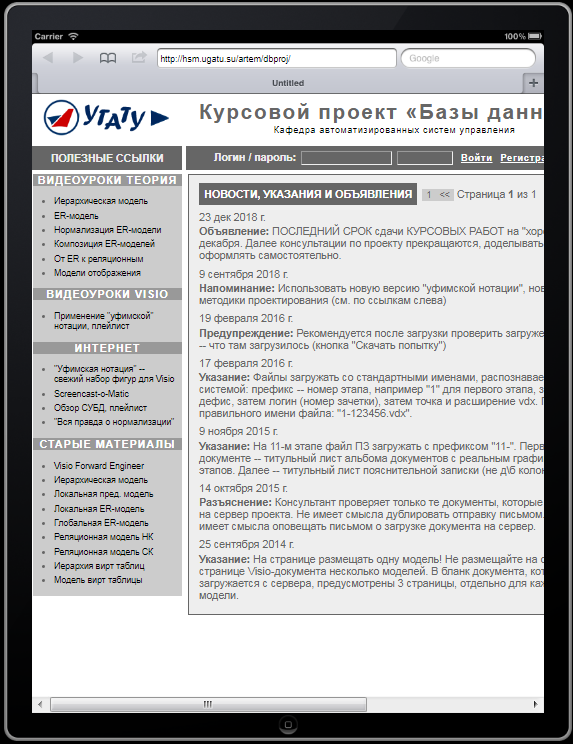 Carrier 100%
http://hsm.ugatu.su/artem/dbproj/ Google
Untitled
УГАТУ
Курсовой проект «Базы данн
Кафедра автоматизированных систем управления
ПОЛЕЗНЫЕ ССЫЛКИ
Логин / пароль: Войти Регистра
ВИДЕОУРОКИ ТЕОРИЯ
Иерархическая модель
ER-модель
Нормализация ER-модели
Композиция ER-моделей
От ER к реляционным
Модели отображения
ВИДЕОУРОКИ VISIO
Применение "уфимской"
нотации, плейлист
ИНТЕРНЕТ
"Уфимская нотация" --
свежий набор фигур для Visio
Screencast-o-Matic
Обзор СУБД, плейлист
"Вся правда о нормализации"
СТАРЫЕ МАТЕРИАЛЫ
Visio Forward Engineer
Иерархическая модель
Локальная пред. модель
Локальная ER-модель
Глобальная ER-модель
Реляционная модель НК
Реляционная модель СК
Иерархия вирт таблиц
Модель вирт таблицы
НОВОСТИ, УКАЗАНИЯ И ОБЪЯВЛЕНИЯ 1 << Страница 1 из 1
23 дек 2018 г.
Объявление: ПОСЛЕДНИЙ СРОК сдачи КУРСОВЫХ РАБОТ на "хоро
декабря. Далее консультации по проекту прекращаются, доделывать
оформлять самостоятельно.
9 сентября 2018 г.
Напоминание: Использовать новую версию "уфимской нотации", нов
методики проектирования (см. по ссылкам слева)
19 февраля 2016 г.
Предупреждение: Рекомендуется после загрузки проверить загруже
-- что там загрузилось (кнопка "Скачать попытку")
17 февраля 2016 г.
Указание: Файлы загружать со стандартными именами, распознавае
системой: префикс -- номер этапа, например "1" для первого этапа, з
дефис, затем логин (номер зачетки), затем точка и расширение vdx. П
правильного имени файла: "1-123456.vdx".
9 ноября 2015 г.
Указание: На 11-м этапе файл ПЗ загружать с префиксом "11-". Перв
документе -- титульный лист альбома документов с реальным графи
этапов. Далее -- титульный лист пояснительной записки (не д\б колон
14 октября 2015 г.
Разъяснение: Консультант проверяет только те документы, которые
на сервер проекта. Не имеет смысла дублировать отправку письмом.
имеет смысла оповещать письмом о загрузке документа на сервер.
25 сентября 2014 г.
Указание: На странице размещать одну модель! Не размещайте на о
странице Visio-документа несколько моделей. В бланк документа, кот
загружается с сервера, предусмотрены 3 страницы, отдельно для каж
модели.